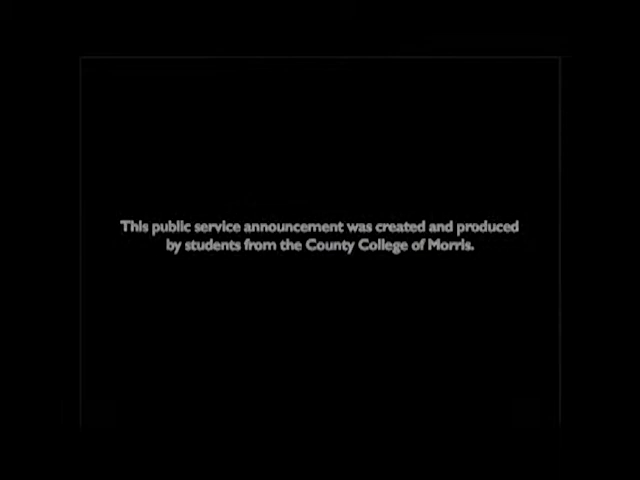 This public service announcement was created and produced
by students from the County College of Morris.